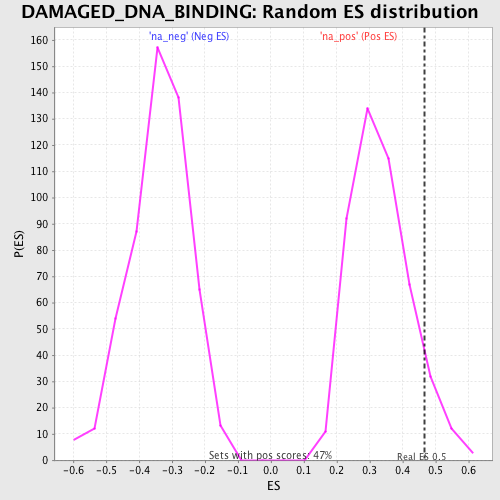 DAMAGED_DNA_BINDING: Random ES distribution
'na_neg' (Neg ES) 'na_pos' (Pos ES)
160
150
140
130
120
110
100
90
80
70
60
50
40
30
20
10
0
P(ES)
Sets with pos scores: 47%
Real ES 0.5
-0.6 -0.5 -0.4 -0.3 -0.2 -0.1 0.0 0.1 0.2 0.3 0.4 0.5 0.6
ES